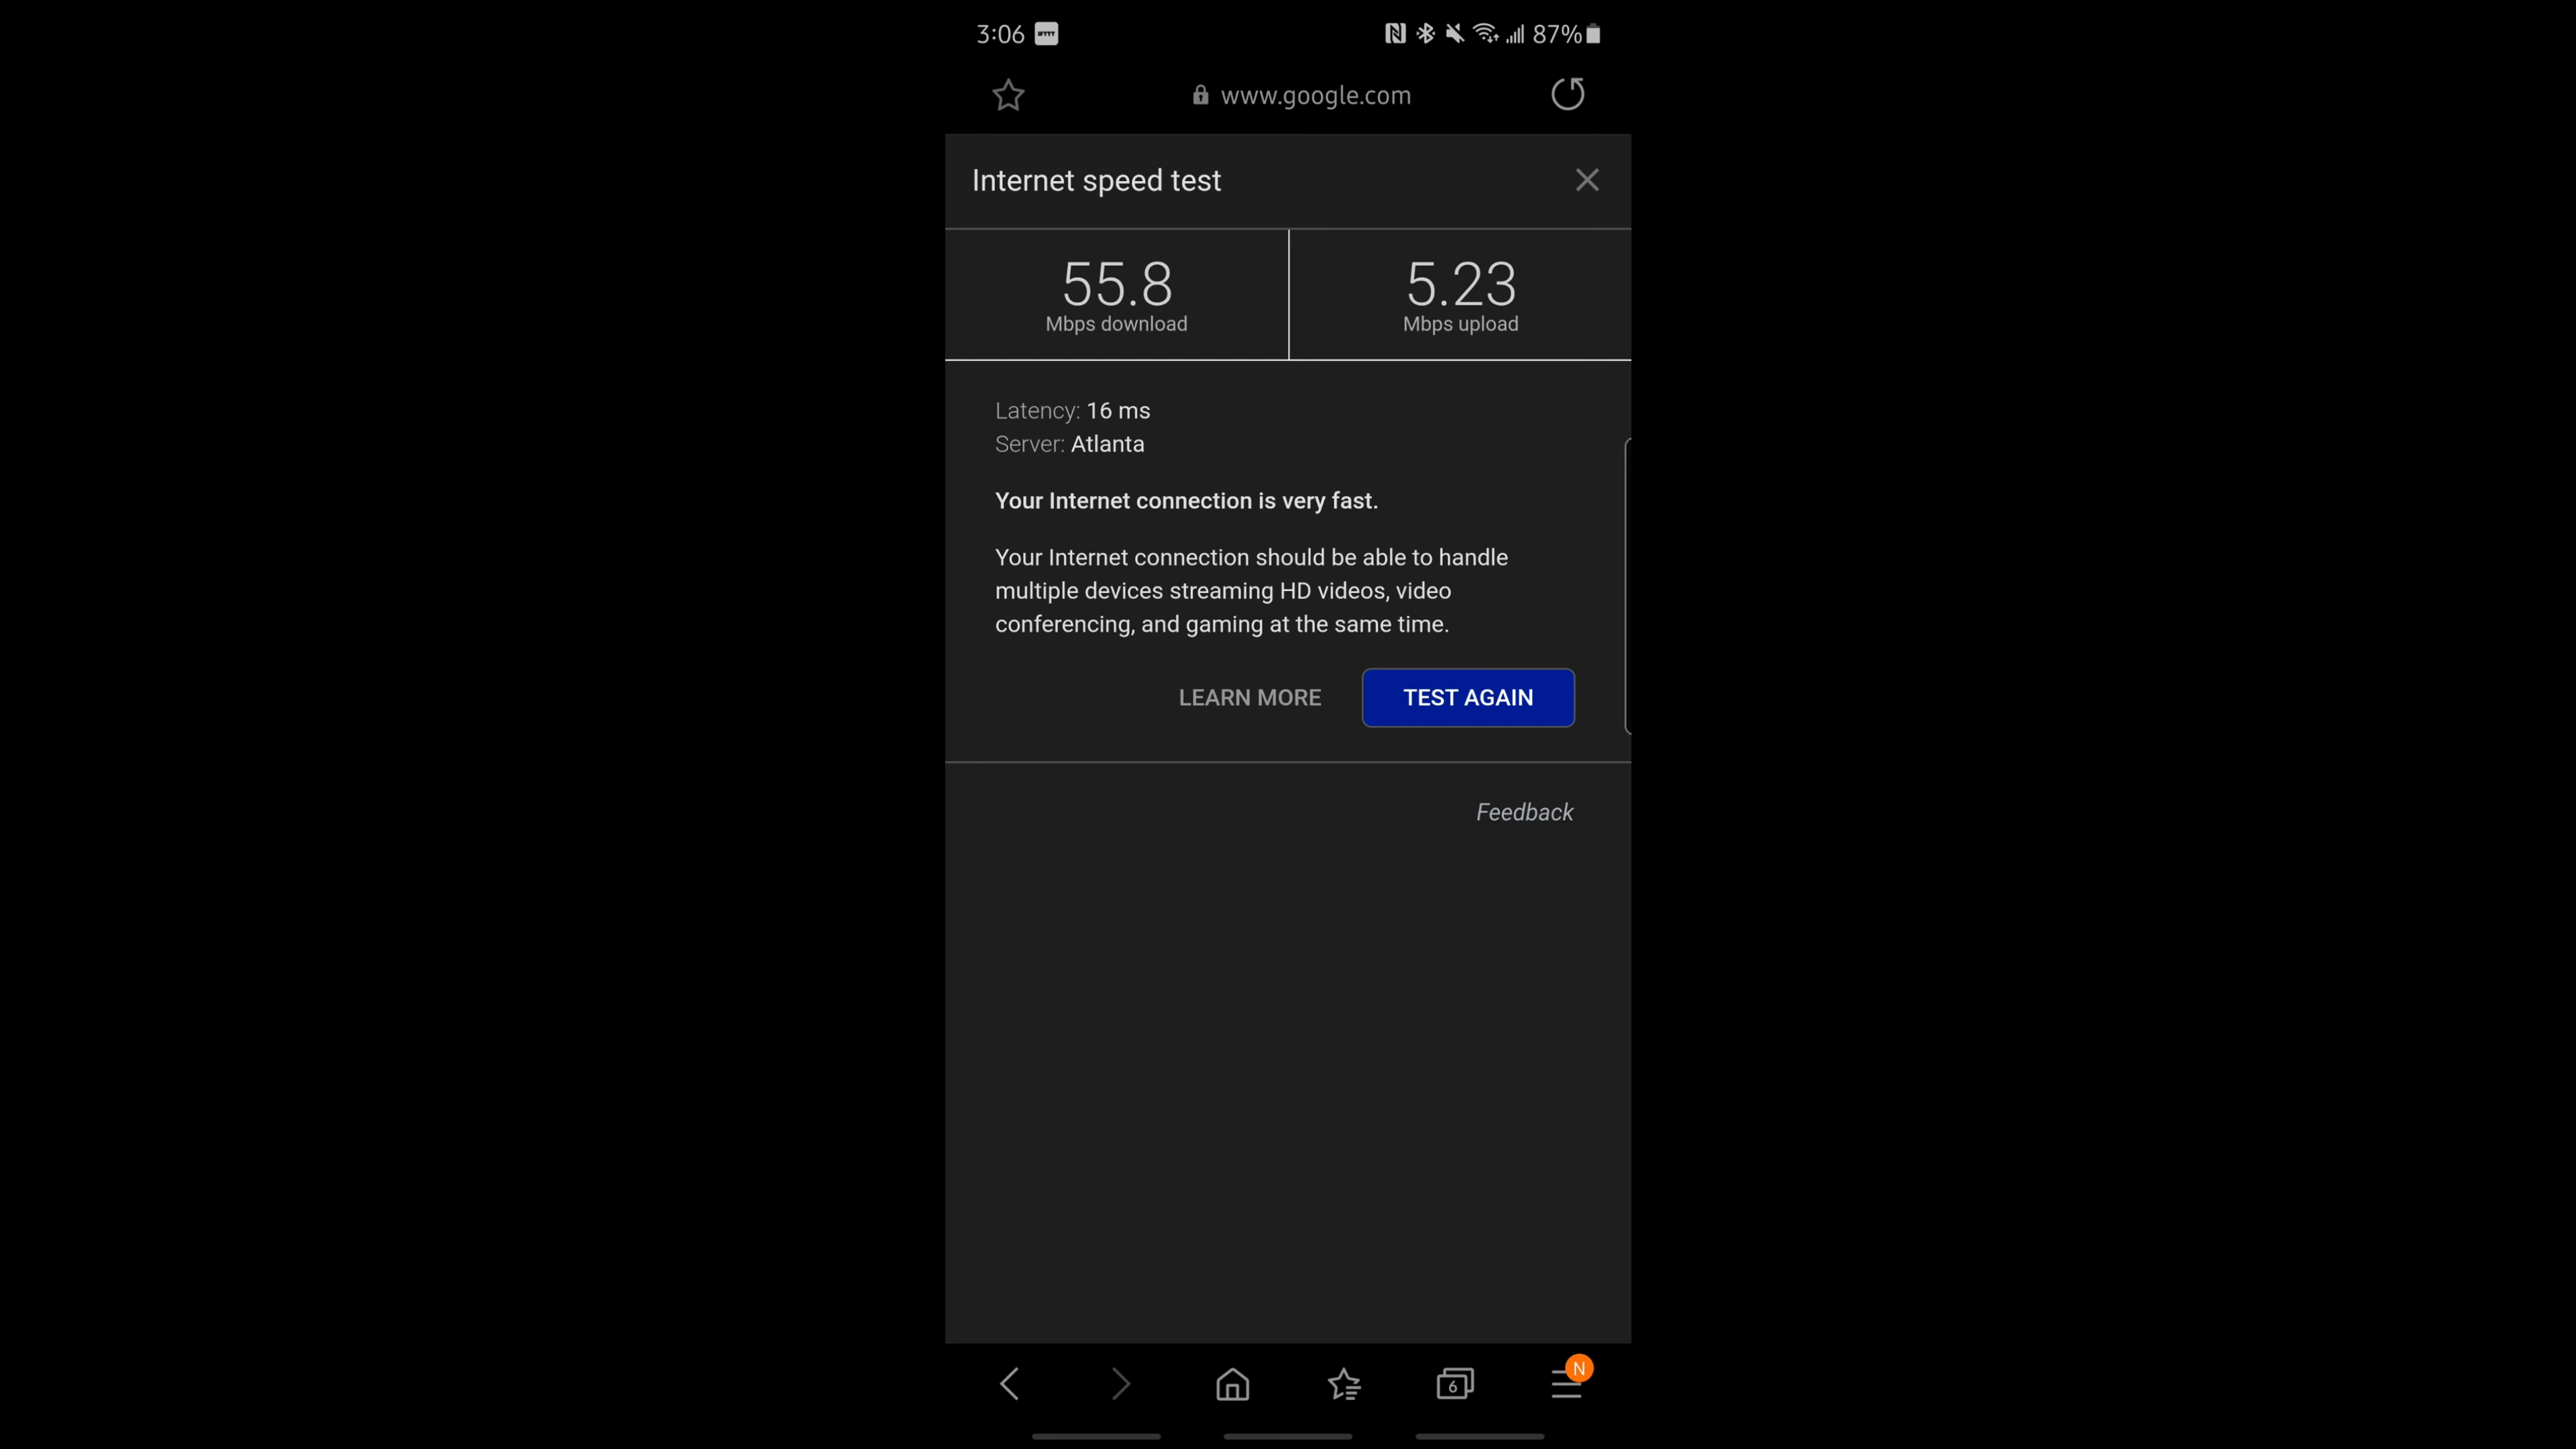 3:06 IFTTT 87%
www.google.com
Internet speed test
55.8
Mbps download
5.23
Mbps upload
Latency: 16 ms
Server: Atlanta
Your Internet connection is very fast.
Your Internet connection should be able to handle
multiple devices streaming HD videos, video
conferencing, and gaming at the same time.
LEARN MORE
TEST AGAIN
Feedback
6
N